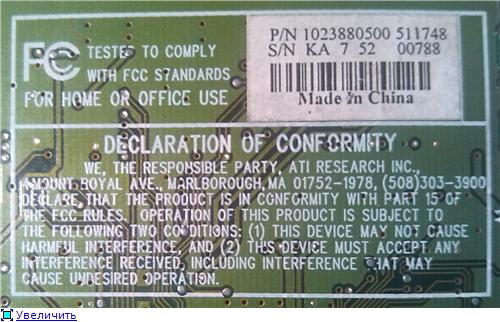 FC TESTED TO COMPLY
WITH FCC STANDARDS
FOR HOME OR OFFICE USE
P/N 1023880500 511748
S/N KA 7 52 00788
Made In China
DECLARATION OF CONFORMITY
WE, THE RESPONSIBLE PARTY, ATI RESEARCH INC.,
4MOUNT ROYAL AVE., MARLBOROUGH, MA 01752-1978, (508)303-3900
DECLARE THAT THE PRODUCT IS IN CONFORMITY WITH PART 15 OF
THE FCC RULES. OPERATION OF THIS PRODUCT IS SUBJECT TO
THE FOLLOWING TWO CONDITIONS: (1) THIS DEVICE MAY NOT CAUSE
HARMFUL INTERFERENCE, AND (2) THIS DEVICE MUST ACCEPT ANY
INTERFERENCE RECEIVED, INCLUDING INTERFERENCE THAT MAY
CAUSE UNDESIRED OPERATION.
Увеличить